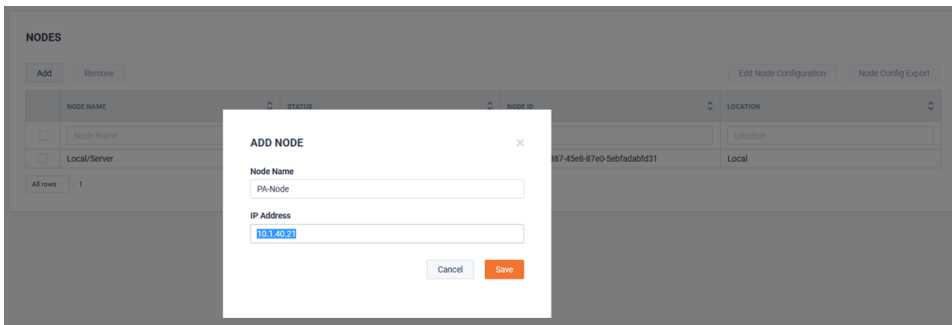 NODES
Add Remove Edit Node Configuration Node Config Export
NODE NAME STATUS NODE ID LOCATION
Node Name Location
Local/Server 387-45e8-87e0-5ebfadabfd31 Local
All rows 1
ADD NODE ×
Node Name
PA-Node
IP Address
10.1.40.21
Cancel Save